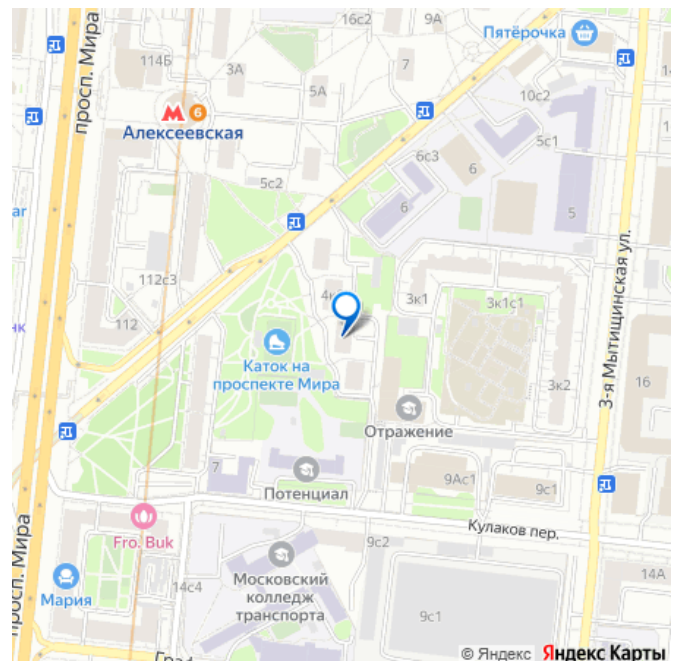 16с2
9А
Пятёрочка
просп. Мира
114Б
3А
7
14
5А
10с2
6
Алексеевская
5с1
6с3
6
5с2
6
5
3-я Мытищинская ул.
112с3
3к1
3к1с1
112
Каток на
проспекте Мира
3к2
16
Отражение
7
9Ас1
9с1
Потенциал
Кулаков пер.
Fro. Buk
9с2
просп. Мира
Московский
колледж
транспорта
14А
Мария
14с4
9с1
© Яндекс Яндекс Карты